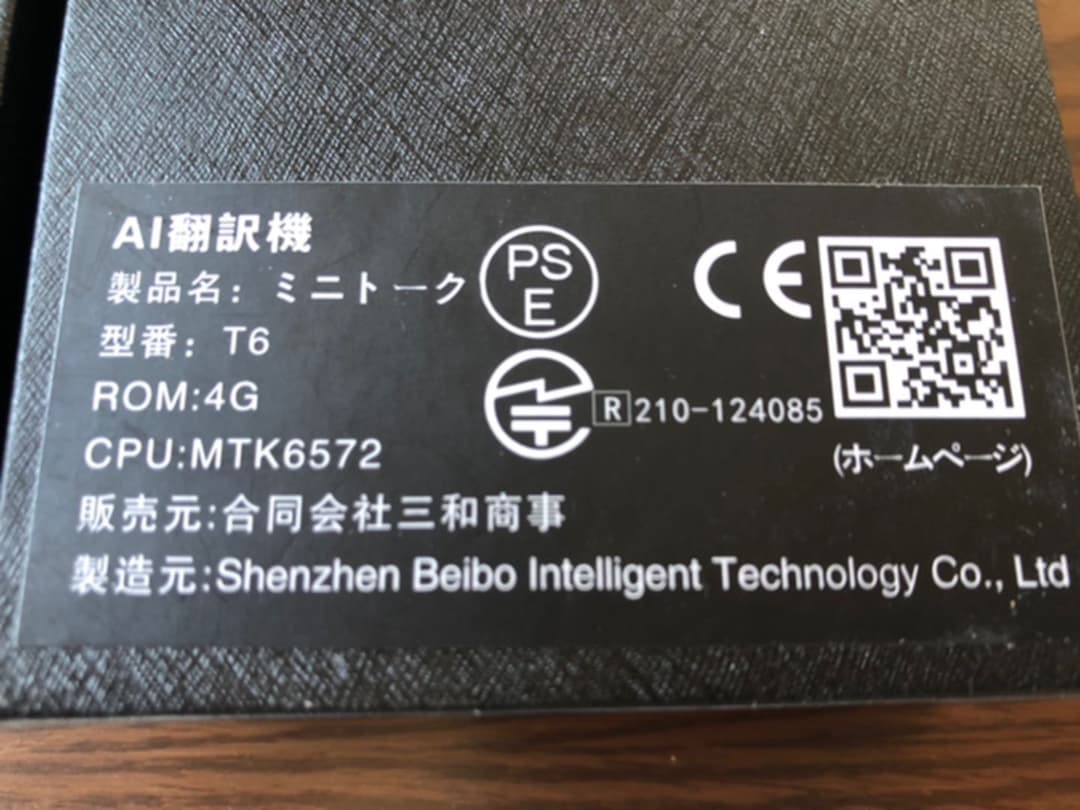 AI翻訳機
製品名：ミニトーク
型番：T6
ROM:4G
CPU:MTK6572
販売元:合同会社三和商事
製造元:Shenzhen Beibo Intelligent Technology Co., Ltd
PS
E
CE
R 210-124085
(ホームページ)